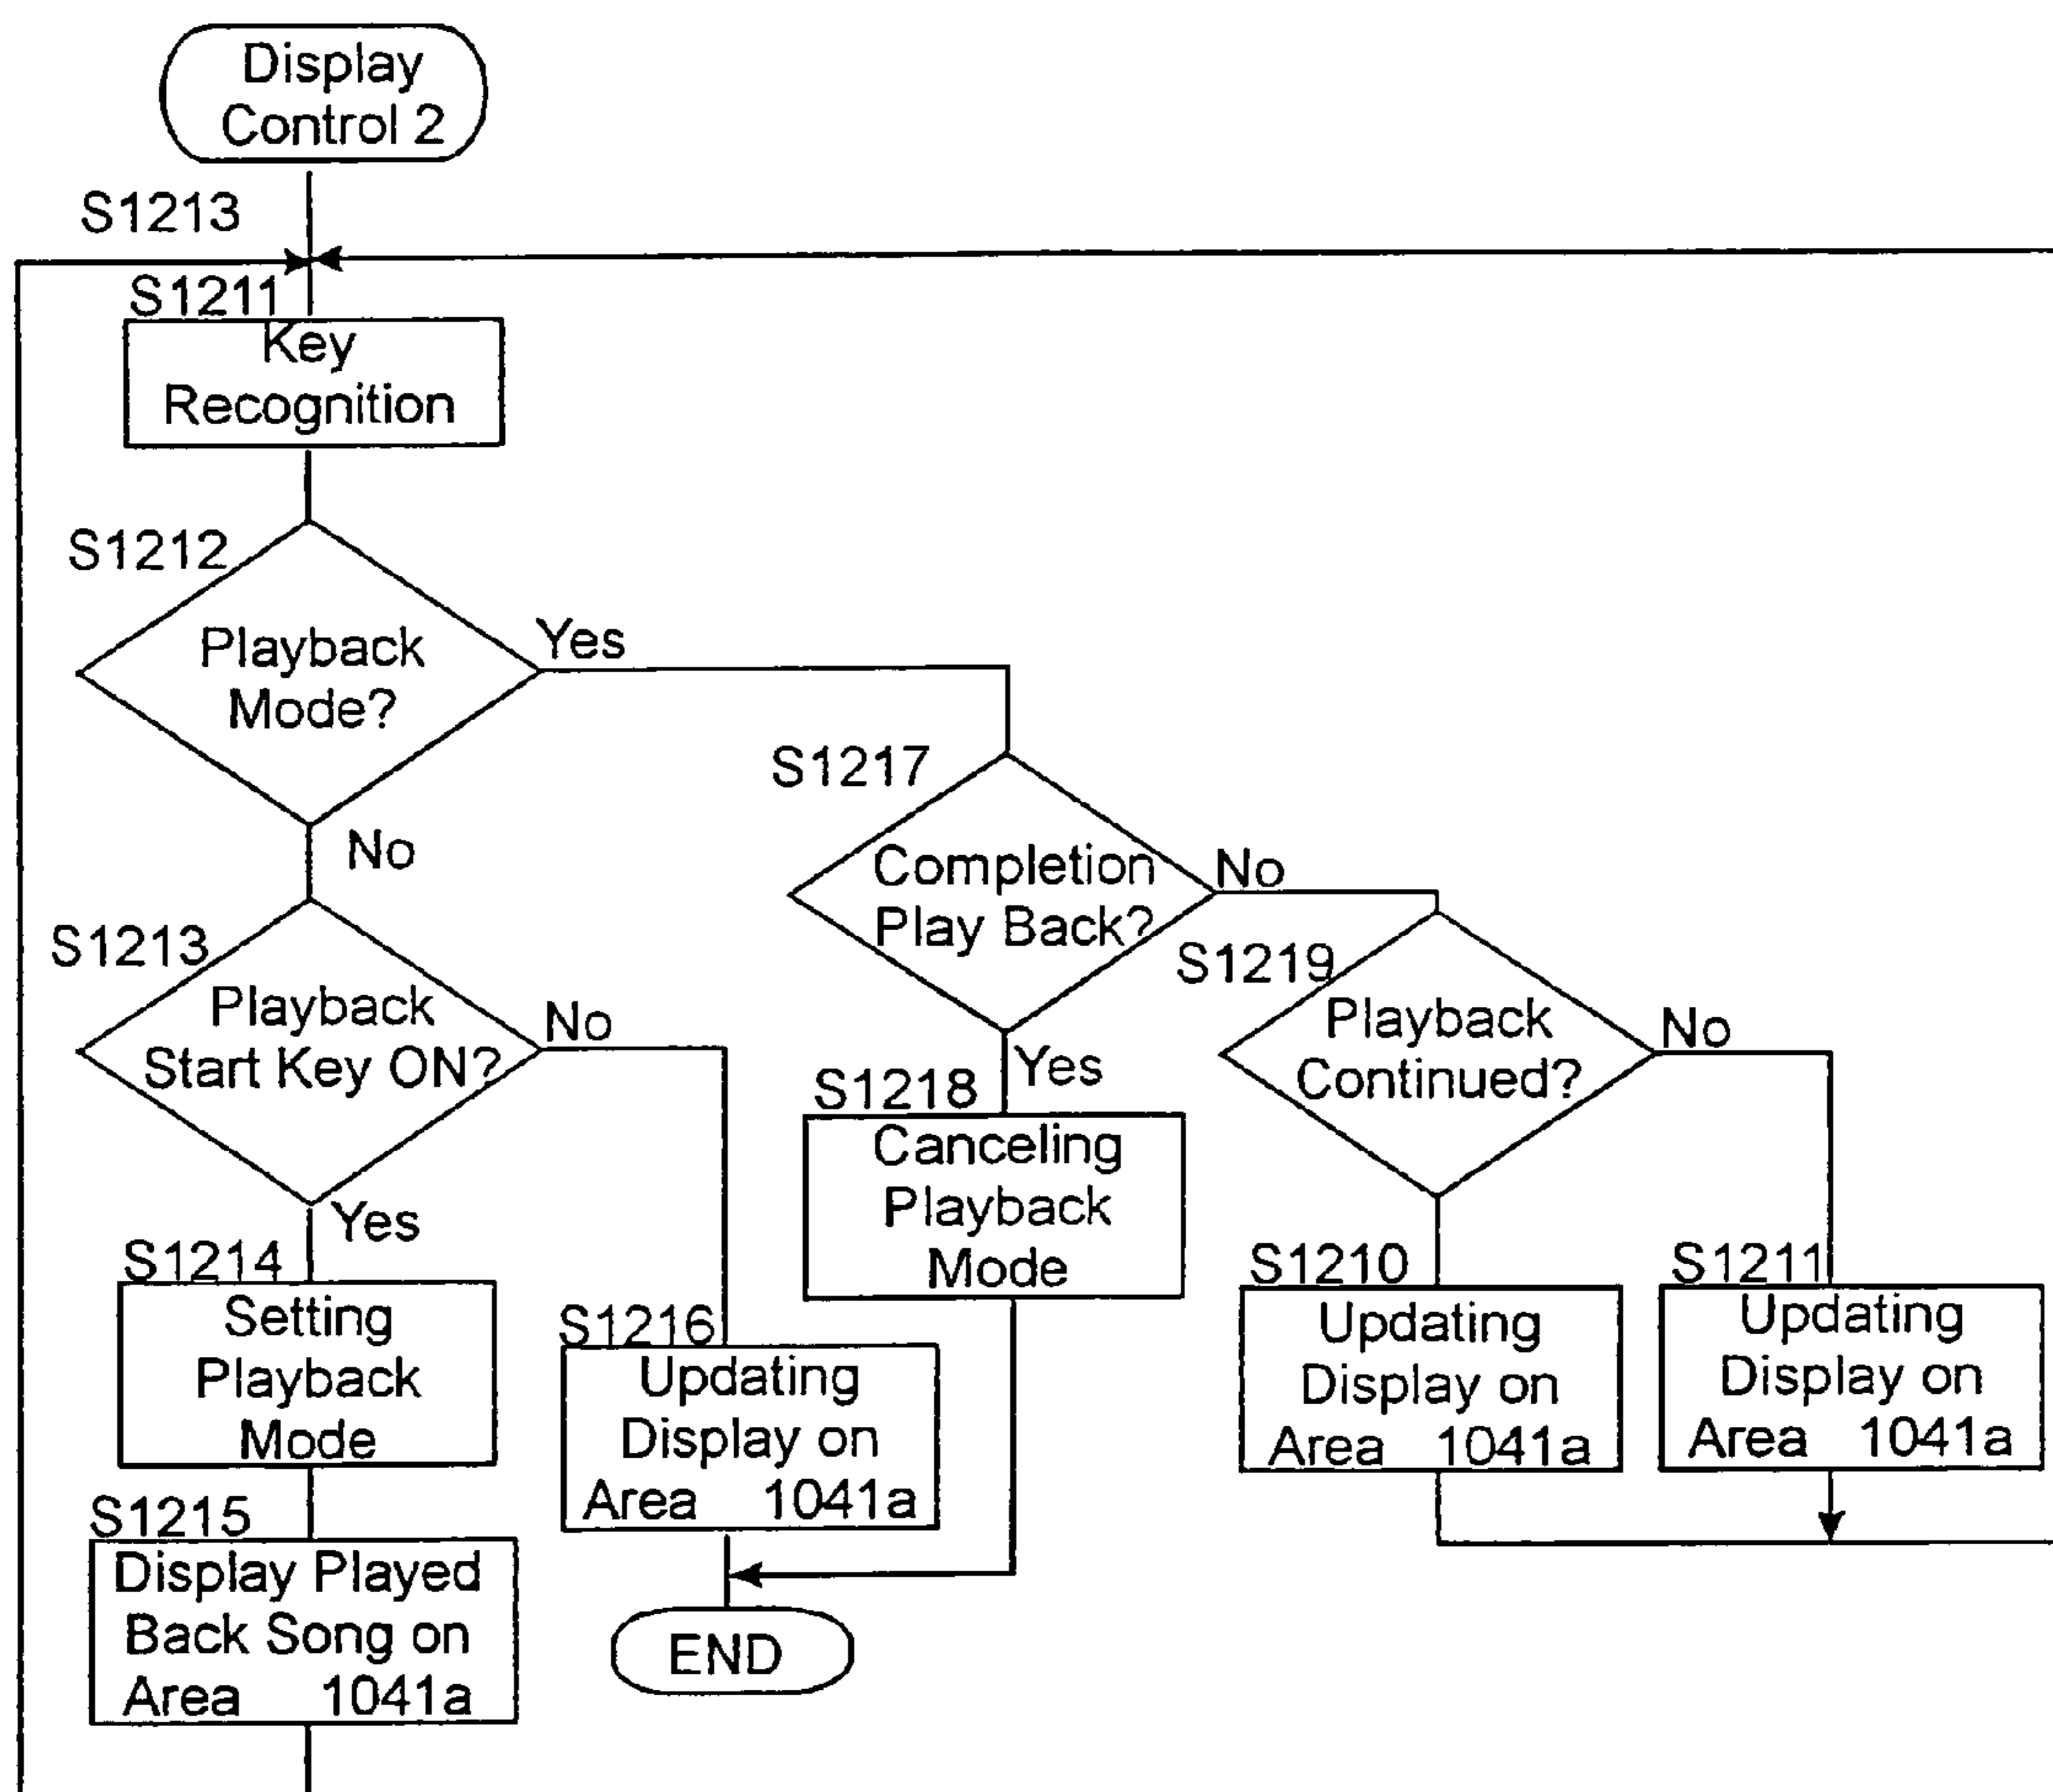 Display
Control 2
S1213
S1211
Key
Recognition
S1212
Playback
Mode?
Yes
No
S1213
Playback
Start Key ON?
No
Yes
S1214
Setting
Playback
Mode
S1215
Display Played
Back Song on
Area 1041a
S1216
Updating
Display on
Area 1041a
END
S1217
Completion
Play Back?
No
Yes
S1218
Canceling
Playback
Mode
S1219
Playback
Continued?
No
S1210
Updating
Display on
Area 1041a
S1211
Updating
Display on
Area 1041a